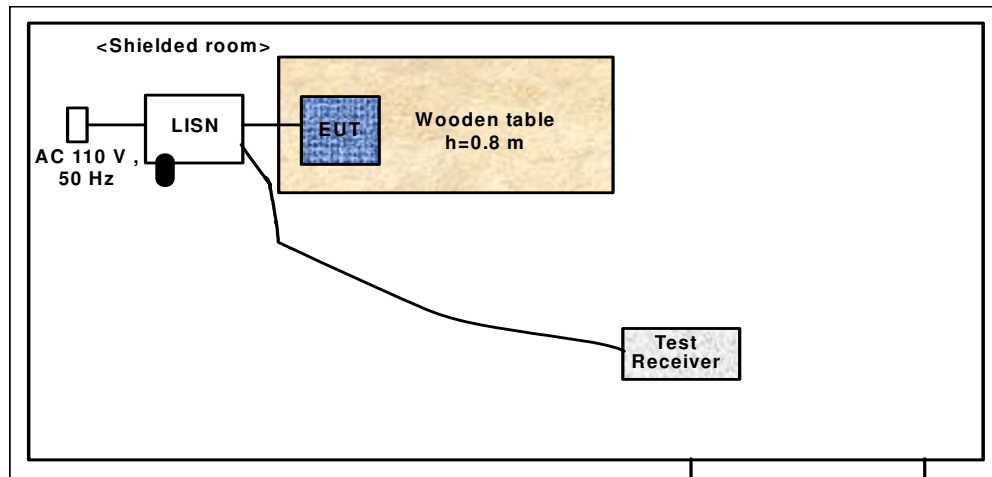 <Shielded room>
LISN
EUT
Wooden table
h=0.8 m
AC 110 V ,
50 Hz
Test
Receiver